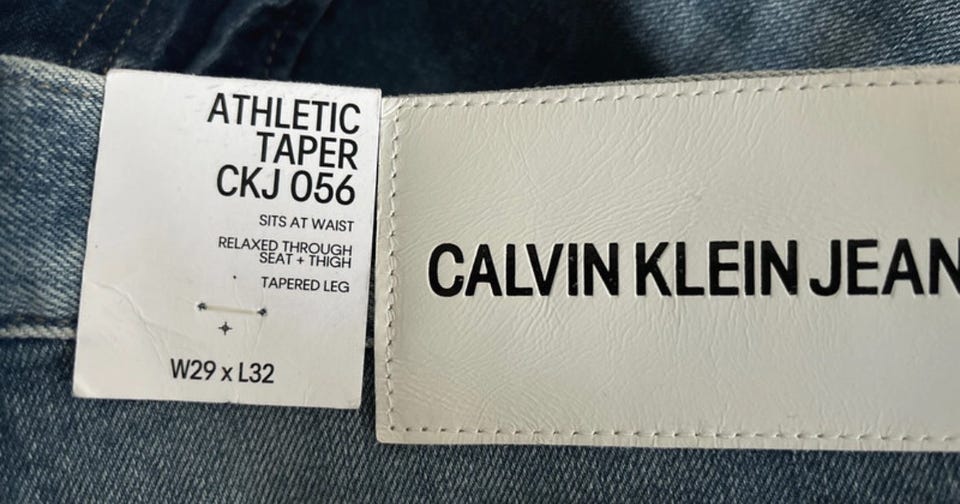 ATHLETIC
TAPER
CKJ 056
SITS AT WAIST
RELAXED THROUGH
SEAT + THIGH
TAPERED LEG
W29 x L32
CALVIN KLEIN JEAN